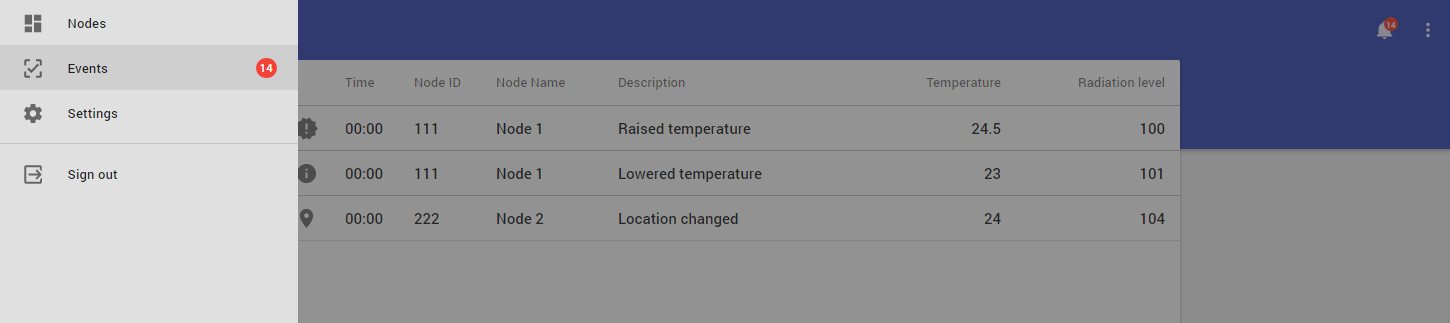 Nodes
Events 14
Settings
Sign out
14
Time Node ID Node Name Description Temperature Radiation level
00:00 111 Node 1 Raised temperature 24.5 100
00:00 111 Node 1 Lowered temperature 23 101
00:00 222 Node 2 Location changed 24 104